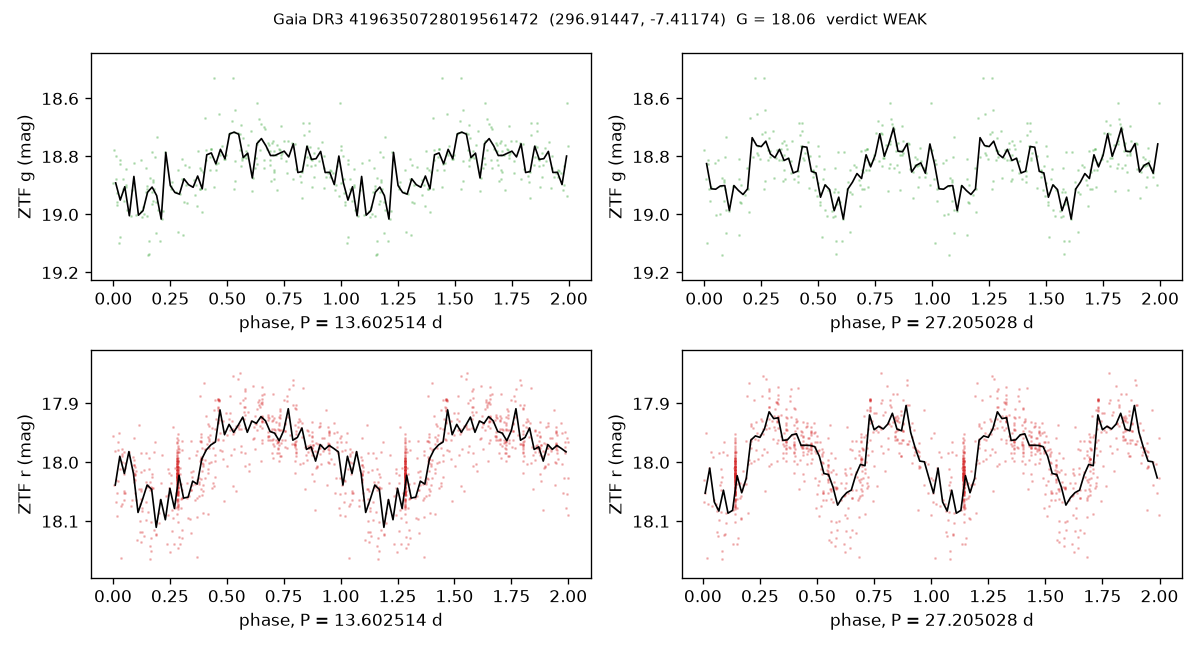 Gaia DR3 4196350728019561472  (296.91447, -7.41174)  G = 18.06  verdict WEAK
ZTF g (mag)
18.6
18.8
19.0
19.2
0.00 0.25 0.50 0.75 1.00 1.25 1.50 1.75 2.00
phase, P = 13.602514 d
ZTF g (mag)
18.6
18.8
19.0
19.2
0.00 0.25 0.50 0.75 1.00 1.25 1.50 1.75 2.00
phase, P = 27.205028 d
ZTF r (mag)
17.9
18.0
18.1
0.00 0.25 0.50 0.75 1.00 1.25 1.50 1.75 2.00
phase, P = 13.602514 d
ZTF r (mag)
17.9
18.0
18.1
0.00 0.25 0.50 0.75 1.00 1.25 1.50 1.75 2.00
phase, P = 27.205028 d